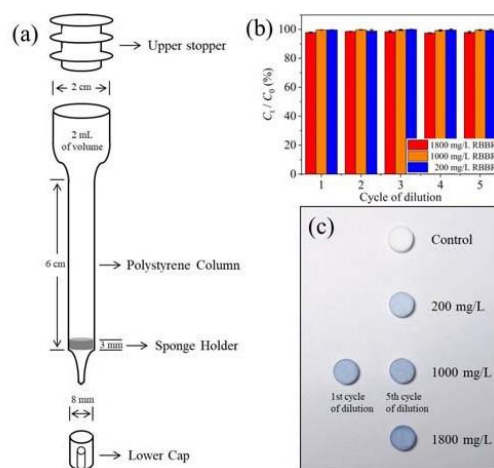 (a)
Upper stopper
2 cm
2 mL
of volume
6 cm
Polystyrene Column
3 mm
Sponge Holder
8 mm
Lower Cap
(b)
100
80
60
40
20
0
Ct / C0 (%)
1800 mg/L RBBR
1000 mg/L RBBR
200 mg/L RBBR
1 2 3 4 5
Cycle of dilution
(c)
Control
200 mg/L
1000 mg/L
1st cycle
of dilution
5th cycle
of dilution
1800 mg/L